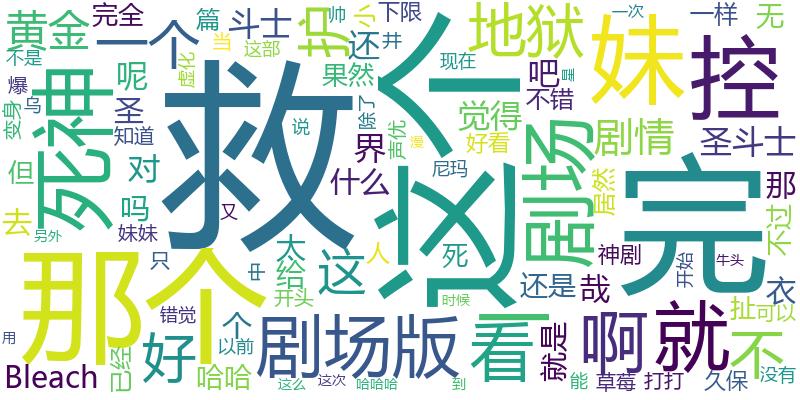 黄金
完全
一个
篇
斗士
护
帅
小
下限
一样
无
不是
爆
乌
变身
圣
呢
虚化
当
这部
还
井
现在
地狱
妹
控
死神
知道
但
对
吗
去
妹妹
另外
救
说
又
果然
除了
界
什么
声优
漫
好看
尼玛
这个
觉得
吧
星
不错
剧场
剧情
居然
圣斗士
那
完
不过
那个
只
错觉
太
给
中
开头
这
人
死
时候
还是
神剧
哉
开始
牛头
衣
扯
可以
Bleach
用
已经
好
哈哈
个
以前
剧场版
这么
这次
哈哈哈
看
到
就是
能
啊
草莓
打打
就
久保
不
没有
一次